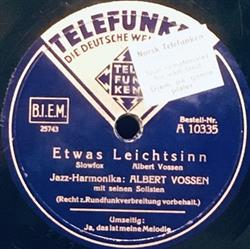 TELEFUNKEN
DIE DEUTSCHE WE
Norsk Telefunken
TELE
FUN
KEN
B.I.E.M.
25743
Bestell-Nr.
A 10335
Etwas Leichtsinn
Slowfox Albert Vossen
Jazz-Harmonika: ALBERT VOSSEN
mit seinen Solisten
(Recht z. Rundfunkverbreitung vorbehalt.)
Umseitig:
Ja, das ist meine Melodie